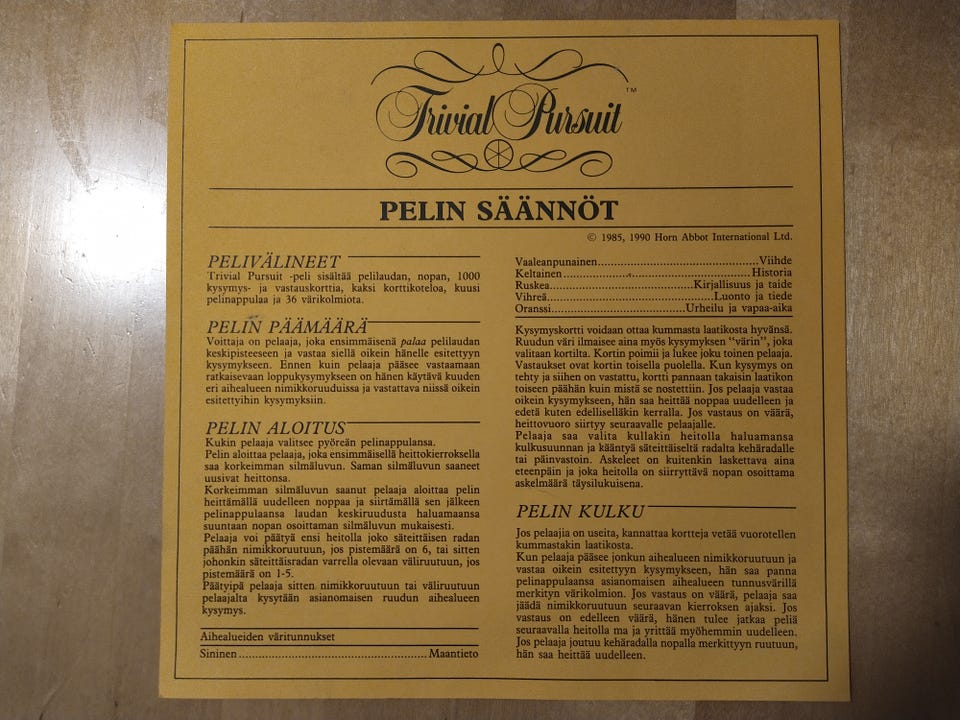 Trivial Pursuit ™
PELIN SÄÄNNÖT
© 1985, 1990 Horn Abbot International Ltd.
PELIVÄLINEET
Trivial Pursuit -peli sisältää pelilaudan, nopan, 1000
kysymys- ja vastauskorttia, kaksi korttikoteloa, kuusi
pelinappulaa ja 36 värikolmiota.
PELIN PÄÄMÄÄRÄ
Voittaja on pelaaja, joka ensimmäisenä palaa pelilaudan
keskipisteeseen ja vastaa siellä oikein hänelle esitettyyn
kysymykseen. Ennen kuin pelaaja pääsee vastaamaan
ratkaisevaan loppukysymykseen on hänen käytävä kuuden
eri aihealueen nimikkoruuduissa ja vastattava niissä oikein
esitettyihin kysymyksiin.
PELIN ALOITUS
Kukin pelaaja valitsee pyöreän pelinappulansa.
Pelin aloittaa pelaaja, joka ensimmäisellä heittokierroksella
saa korkeimman silmäluvun. Saman silmäluvun saaneet
uusivat heittonsa.
Korkeimman silmäluvun saanut pelaaja aloittaa pelin
heittämällä uudelleen noppaa ja siirtämällä sen jälkeen
pelinappulaansa laudan keskiruudusta haluamaansa
suuntaan nopan osoittaman silmäluvun mukaisesti.
Pelaaja voi päätyä ensi heitolla joko säteittäisen radan
päähän nimikkoruutuun, jos pistemäärä on 6, tai sitten
johonkin säteittäisradan varrella olevaan väliruutuun, jos
pistemäärä on 1-5.
Päätyipä pelaaja sitten nimikkoruutuun tai väliruutuun
pelaajalta kysytään asianomaisen ruudun aihealueen
kysymys.
Aihealueiden väritunnukset
Sininen..........Maantieto
Vaaleanpunainen..........Viihde
Keltainen..........Historia
Ruskea..........Kirjallisuus ja taide
Vihreä..........Luonto ja tiede
Oranssi..........Urheilu ja vapaa-aika
Kysymyskortti voidaan ottaa kummasta laatikosta hyvänsä.
Ruudun väri ilmaisee aina myös kysymyksen "värin", joka
valitaan kortilta. Kortin poimii ja lukee joku toinen pelaaja.
Vastaukset ovat kortin toisella puolella. Kun kysymys on
tehty ja siihen on vastattu, kortti pannaan takaisin laatikon
toiseen päähän kuin mistä se nostettiin. Jos pelaaja vastaa
oikein kysymykseen, hän saa heittää noppaa uudelleen ja
edetä kuten edelliselläkin kerralla. Jos vastaus on väärä,
heittovuoro siirtyy seuraavalle pelaajalle.
Pelaaja saa valita kullakin heitolla haluamansa
kulkusuunnan ja kääntyä säteittäiseltä radalta kehäradalle
tai päinvastoin. Askeleet on kuitenkin laskettava aina
eteenpäin ja joka heitolla on siirryttävä nopan osoittama
askelmäärä täysilukuisena.
PELIN KULKU
Jos pelaajia on useita, kannattaa kortteja vetää vuorotellen
kummastakin laatikosta.
Kun pelaaja pääsee jonkun aihealueen nimikkoruutuun ja
vastaa oikein esitettyyn kysymykseen, hän saa panna
pelinappulaansa asianomaisen aihealueen tunnusvärillä
merkityn värikolmion. Jos vastaus on väärä, pelaaja saa
jäädä nimikkoruutuun seuraavan kierroksen ajaksi. Jos
vastaus on edelleen väärä, hänen tulee jatkaa peliä
seuraavalla heitolla ma ja yrittää myöhemmin uudelleen.
Jos pelaaja joutuu kehäradalla nopalla merkittyyn ruutuun,
hän saa heittää uudelleen.